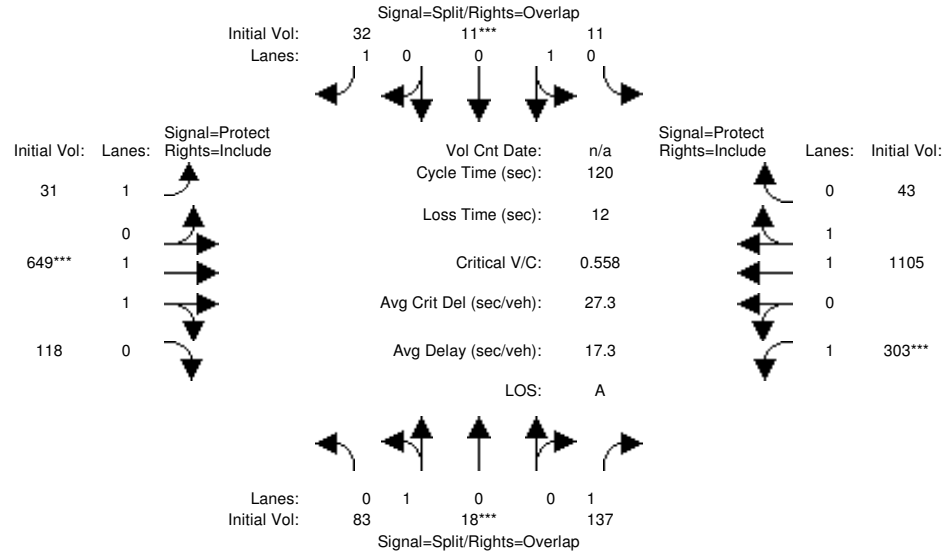 Signal=Split/Rights=Overlap
Initial Vol: 32 11*** 11
Lanes: 1 0 0 1 0
Signal=Protect
Initial Vol: Lanes: Rights=Include
Vol Cnt Date: n/a
Signal=Protect
Rights=Include Lanes: Initial Vol:
Cycle Time (sec): 120
31 1
0 43
Loss Time (sec): 12
0
1
649*** 1
Critical V/C: 0.558
1 1105
1
Avg Crit Del (sec/veh): 27.3
0
118 0
Avg Delay (sec/veh): 17.3
1 303***
LOS: A
Lanes: 0 1 0 0 1
Initial Vol: 83 18*** 137
Signal=Split/Rights=Overlap